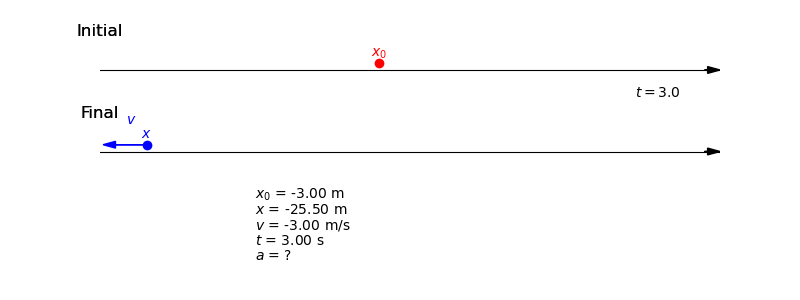 Initial
x₀
t = 3.0
Final
v
x
x₀ = -3.00 m
x = -25.50 m
v = -3.00 m/s
t = 3.00 s
a = ?